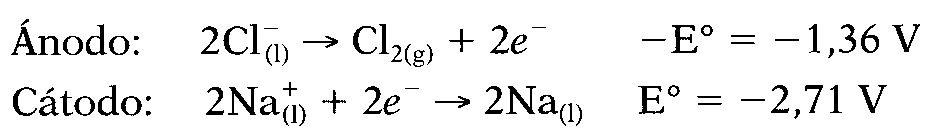 Ánodo: 2Cl⁻(l) → Cl₂(g) + 2e⁻ −E° = −1,36 V
Cátodo: 2Na⁺(l) + 2e⁻ → 2Na(l) E° = −2,71 V